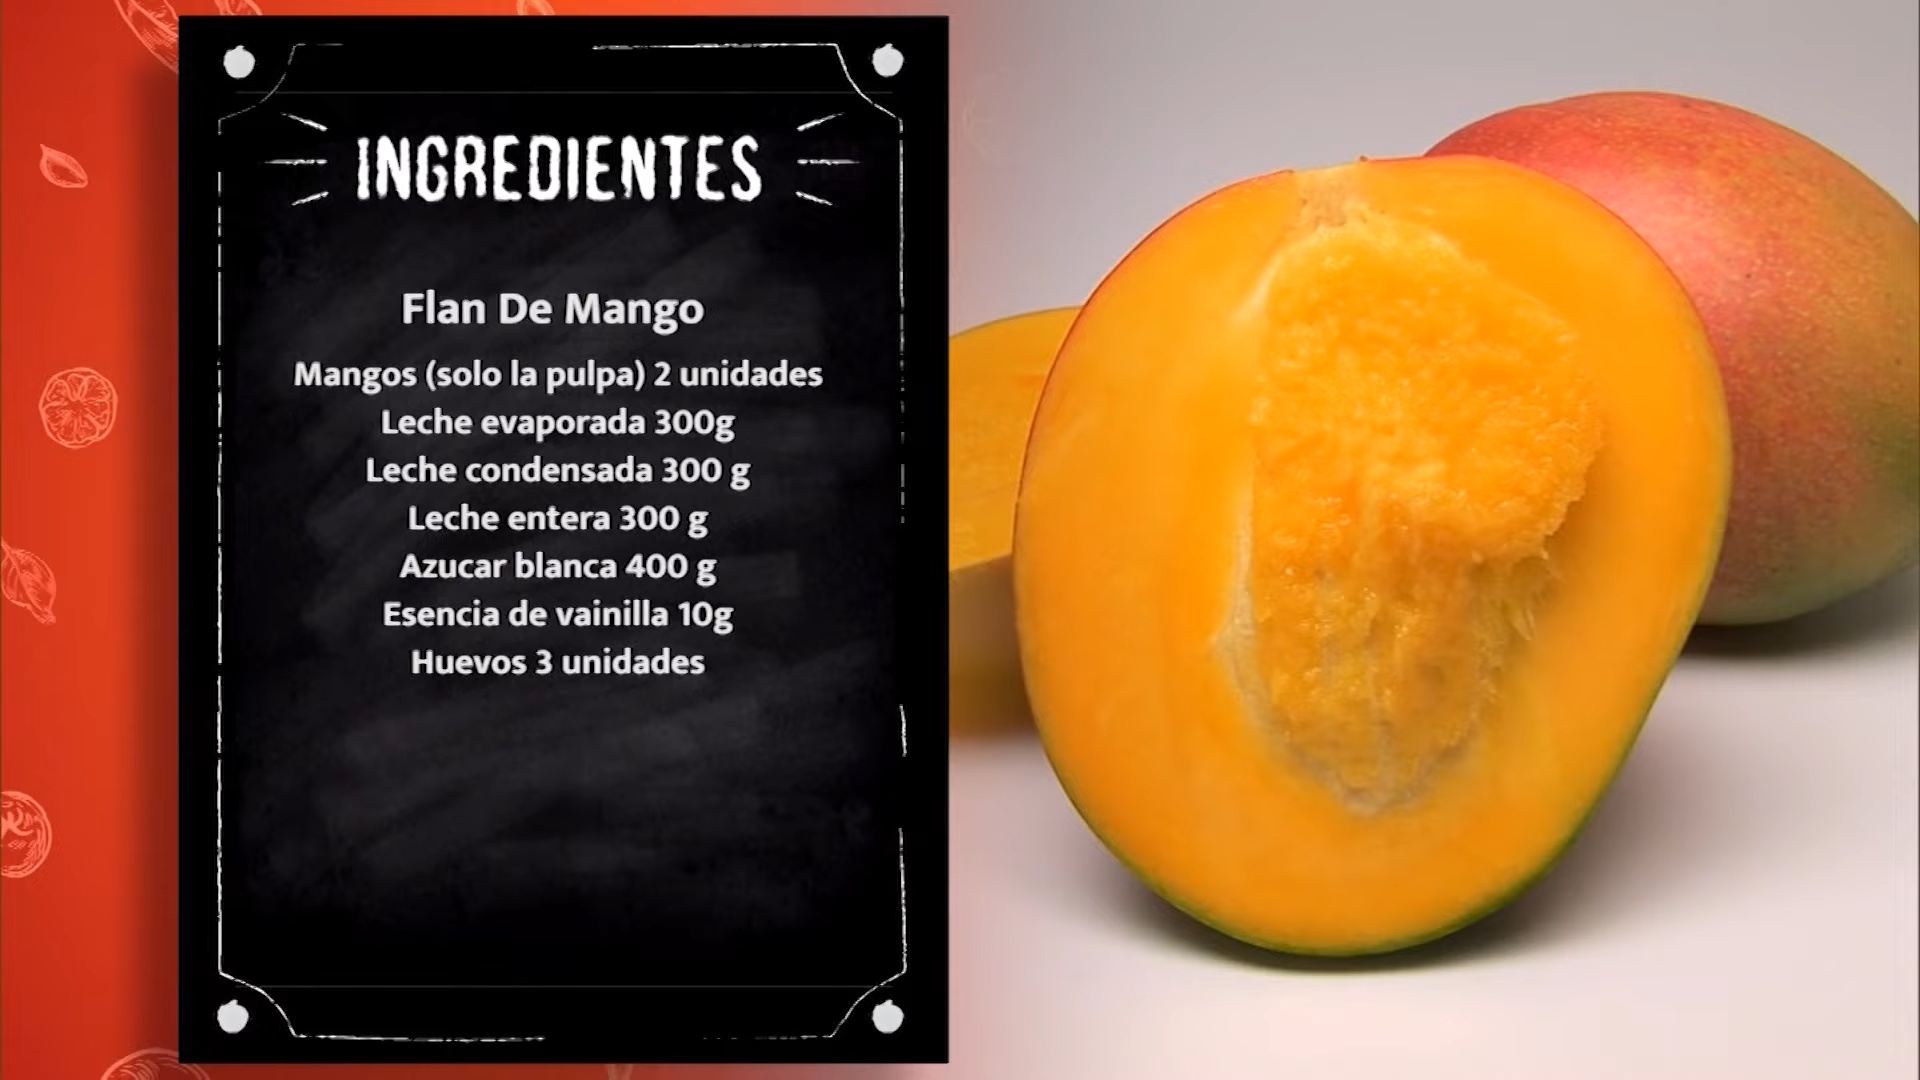 INGREDIENTES
Flan De Mango
Mangos (solo la pulpa) 2 unidades
Leche evaporada 300g
Leche condensada 300 g
Leche entera 300 g
Azucar blanca 400 g
Esencia de vainilla 10g
Huevos 3 unidades